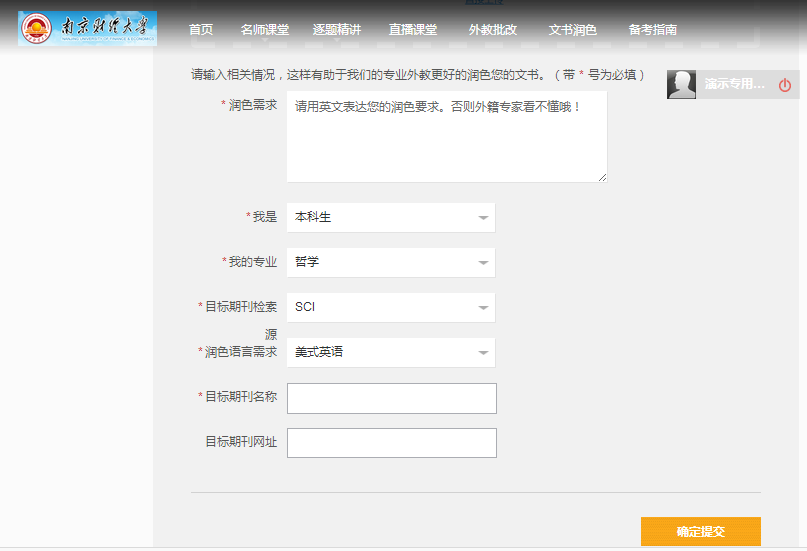 南京财经大学
NANJING UNIVERSITY OF FINANCE & ECONOMICS
首页 名师课堂 逐题精讲 直播课堂 外教批改 文书润色 备考指南
演示专用...
请输入相关情况，这样有助于我们的专业外教更好的润色您的文书。（带 * 号为必填）
* 润色需求
请用英文表达您的润色要求。否则外籍专家看不懂哦！
* 我是 本科生
* 我的专业 哲学
* 目标期刊检索源 SCI
* 润色语言需求 美式英语
* 目标期刊名称
目标期刊网址
确定提交